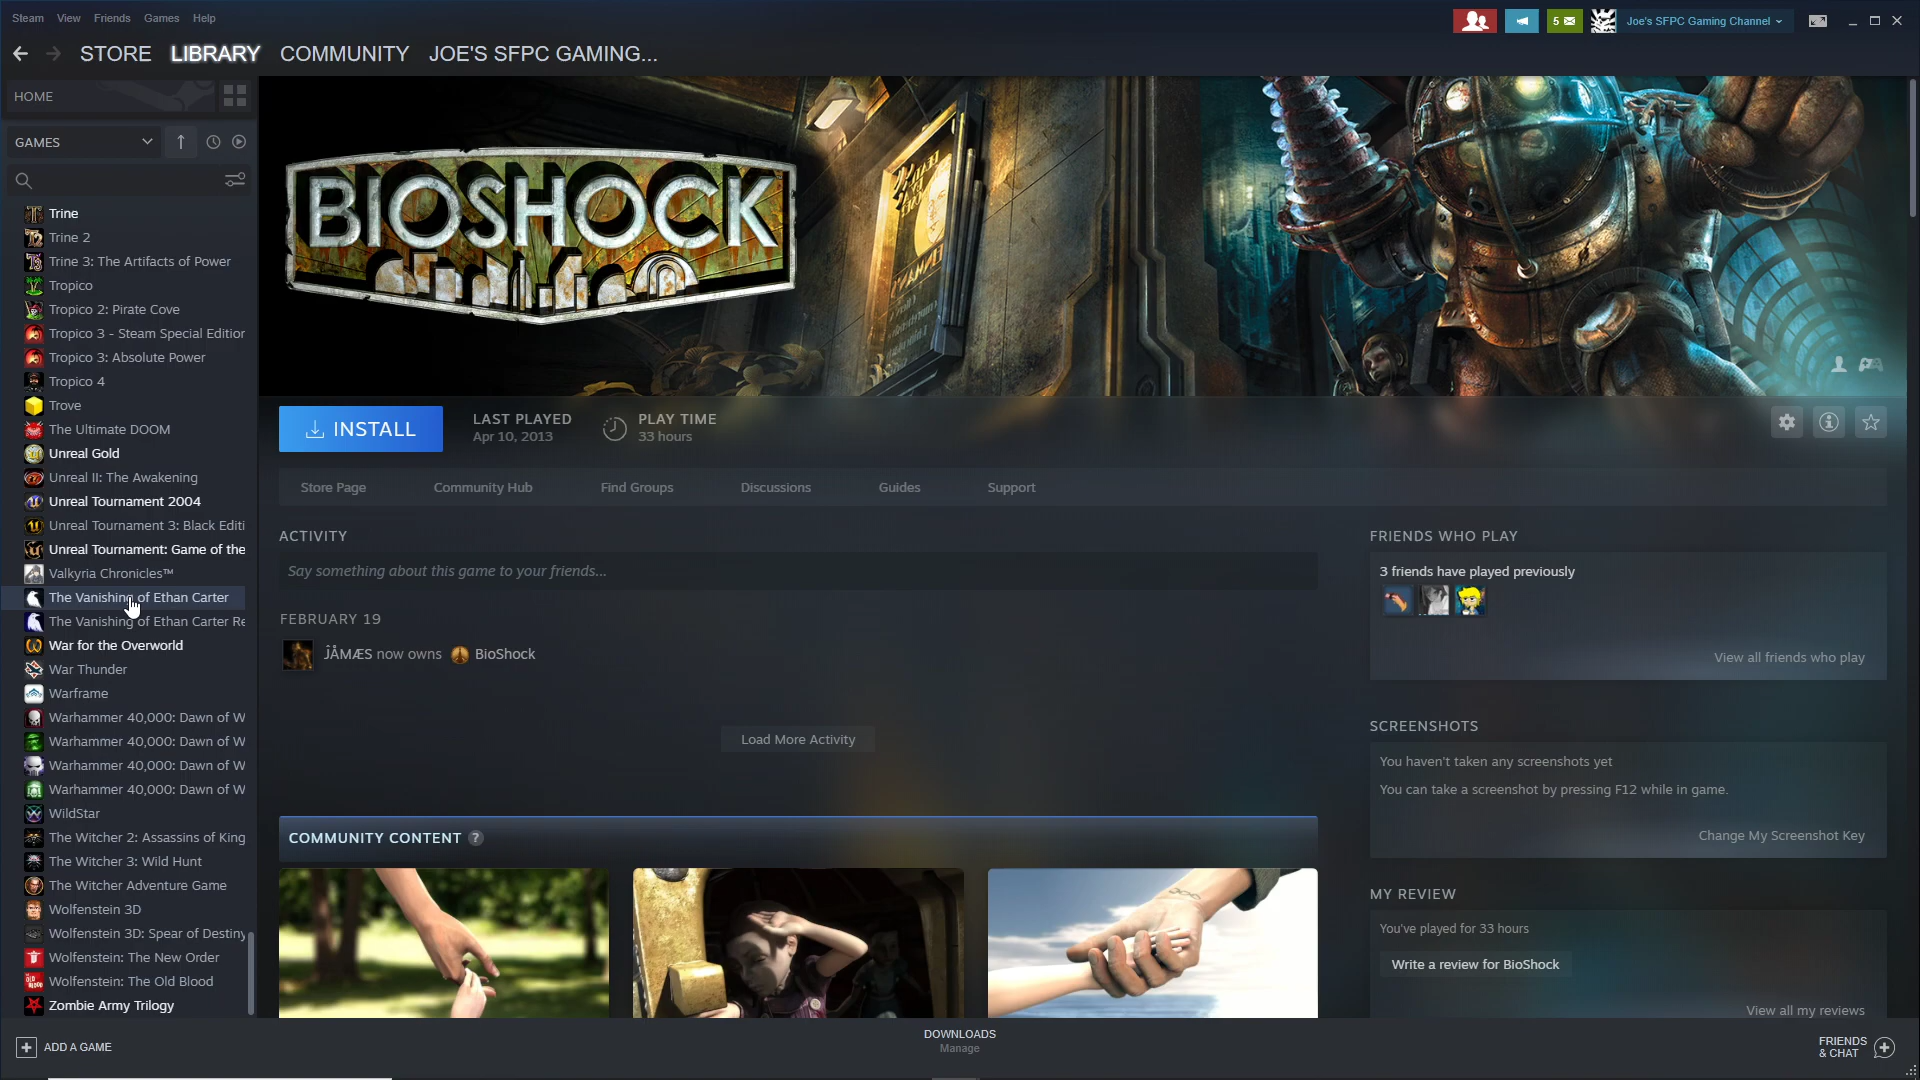 Steam View Friends Games Help
5
Joe's SFPC Gaming Channel
STORE LIBRARY COMMUNITY JOE'S SFPC GAMING...
HOME
GAMES
Trine
Trine 2
Trine 3: The Artifacts of Power
Tropico
Tropico 2: Pirate Cove
Tropico 3 - Steam Special Edition
Tropico 3: Absolute Power
Tropico 4
Trove
The Ultimate DOOM
Unreal Gold
Unreal II: The Awakening
Unreal Tournament 2004
Unreal Tournament 3: Black Editi
Unreal Tournament: Game of the
Valkyria Chronicles™
The Vanishing of Ethan Carter
The Vanishing of Ethan Carter Re
War for the Overworld
War Thunder
Warframe
Warhammer 40,000: Dawn of W
Warhammer 40,000: Dawn of W
Warhammer 40,000: Dawn of W
Warhammer 40,000: Dawn of W
WildStar
The Witcher 2: Assassins of King
The Witcher 3: Wild Hunt
The Witcher Adventure Game
Wolfenstein 3D
Wolfenstein 3D: Spear of Destiny
Wolfenstein: The New Order
Wolfenstein: The Old Blood
Zombie Army Trilogy
BIOSHOCK
INSTALL
LAST PLAYED
Apr 10, 2013
PLAY TIME
33 hours
Store Page Community Hub Find Groups Discussions Guides Support
ACTIVITY
Say something about this game to your friends...
FEBRUARY 19
ĴÅMÆS now owns BioShock
Load More Activity
COMMUNITY CONTENT ?
FRIENDS WHO PLAY
3 friends have played previously
View all friends who play
SCREENSHOTS
You haven't taken any screenshots yet
You can take a screenshot by pressing F12 while in game.
Change My Screenshot Key
MY REVIEW
You've played for 33 hours
Write a review for BioShock
View all my reviews
ADD A GAME
DOWNLOADS
Manage
FRIENDS
& CHAT